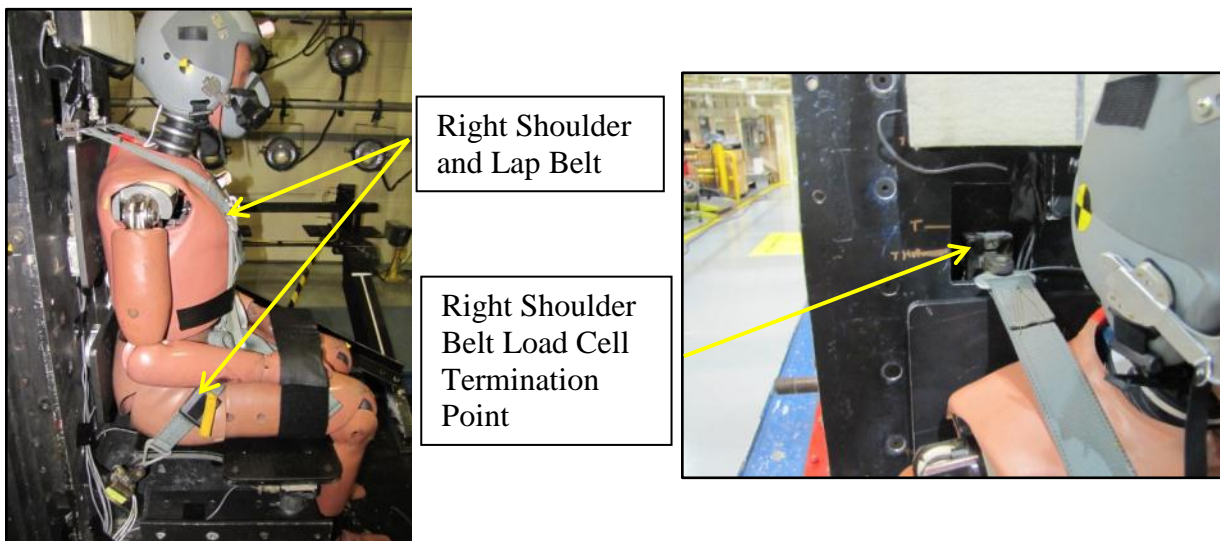 Right Shoulder
and Lap Belt
Right Shoulder
Belt Load Cell
Termination
Point